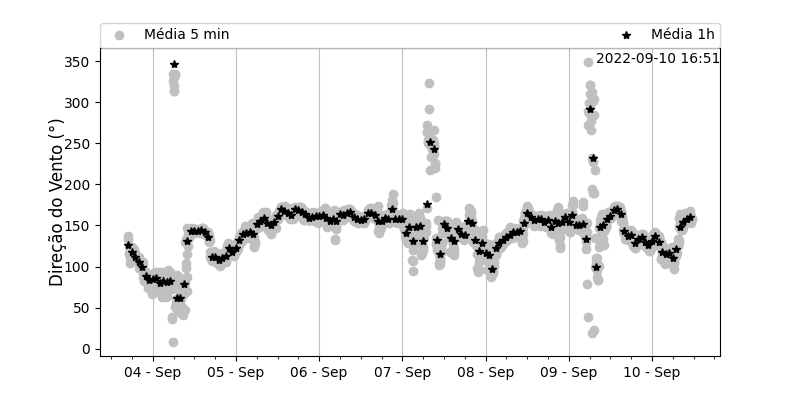 Média 5 min
Média 1h
2022-09-10 16:51
Direção do Vento (°)
350
300
250
200
150
100
50
0
04 - Sep
05 - Sep
06 - Sep
07 - Sep
08 - Sep
09 - Sep
10 - Sep